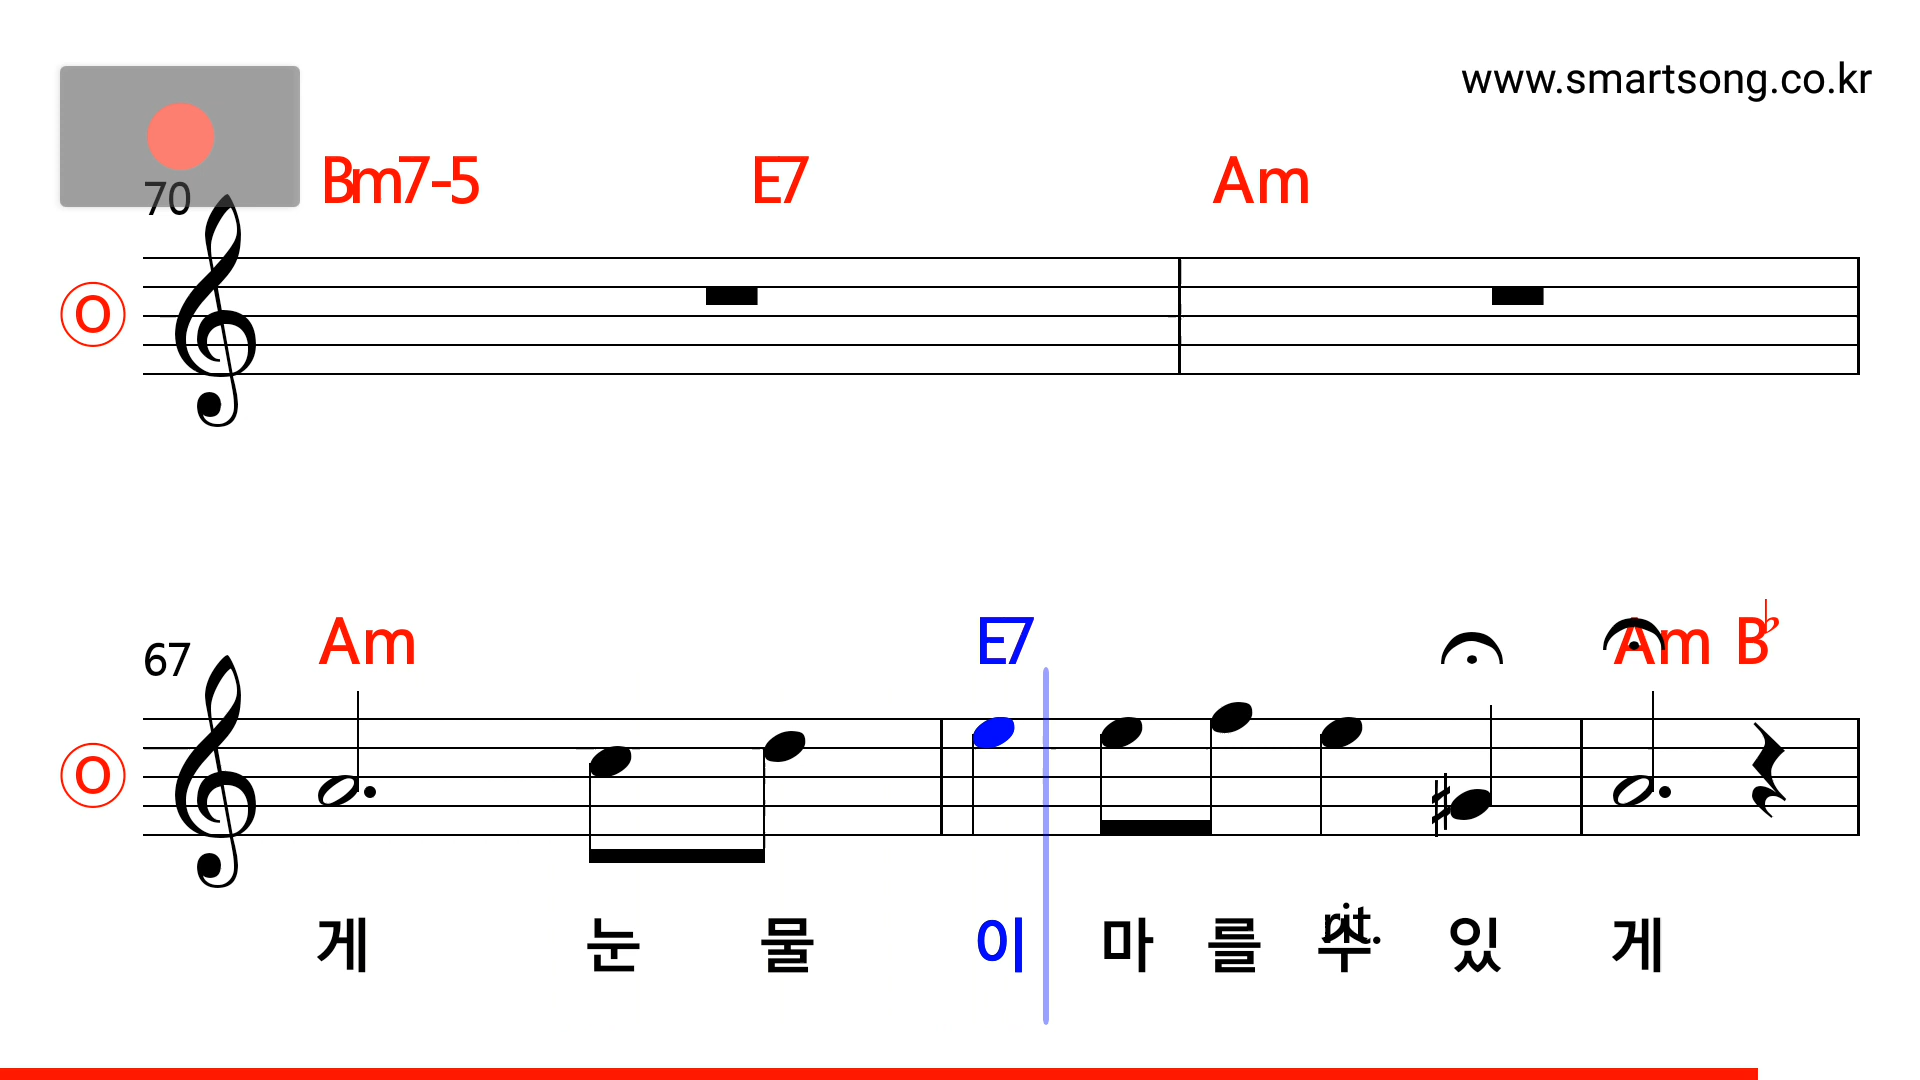 www.smartsong.co.kr
70 Bm7-5 E7 Am
O
67 Am E7 Am B♭
O
rit.
게 눈 물 이 마 를 수 있 게